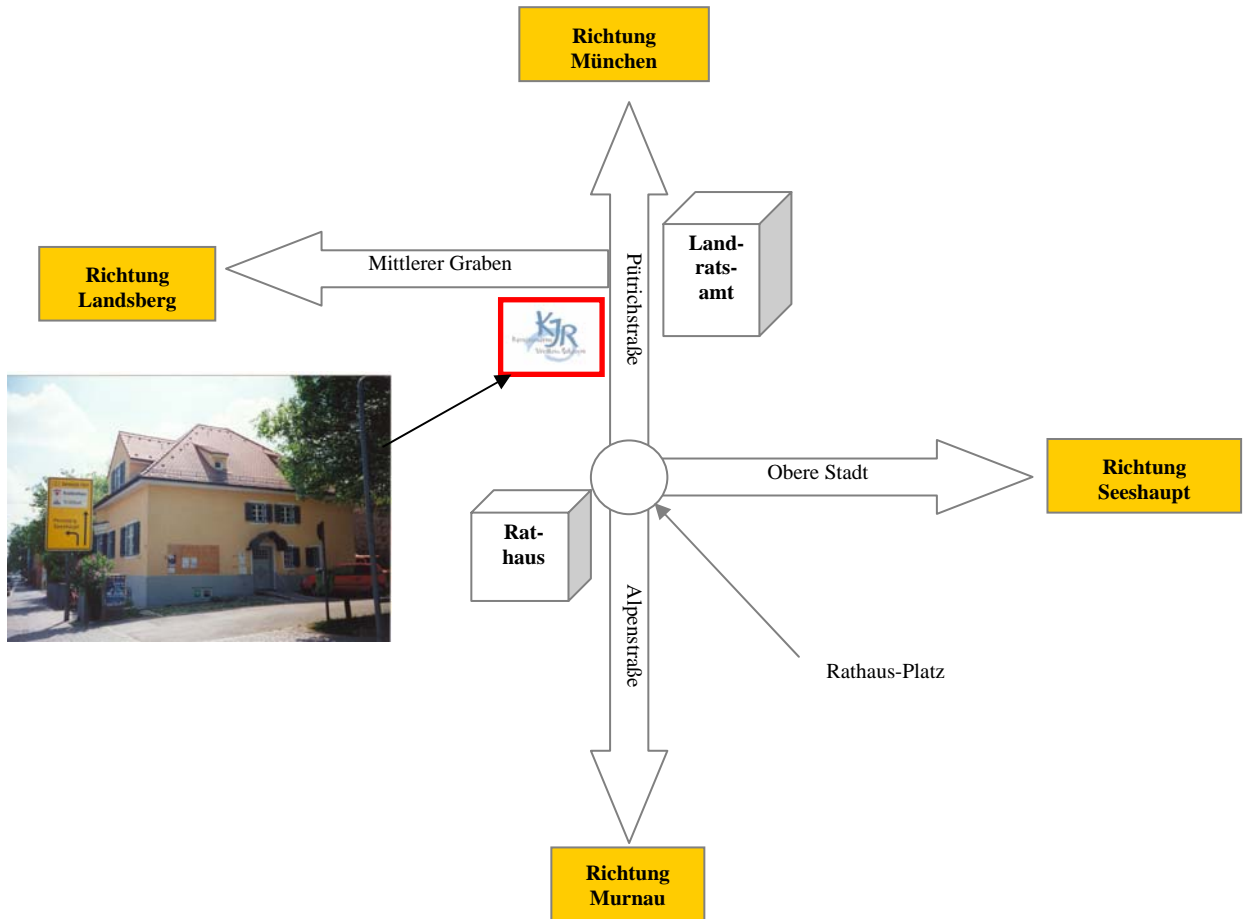 Richtung
München
Land-
rats-
amt
Pütrichstraße
Mittlerer Graben
Richtung
Landsberg
KJR
Obere Stadt
Richtung
Seeshaupt
Rat-
haus
Alpenstraße
Rathaus-Platz
Richtung
Murnau